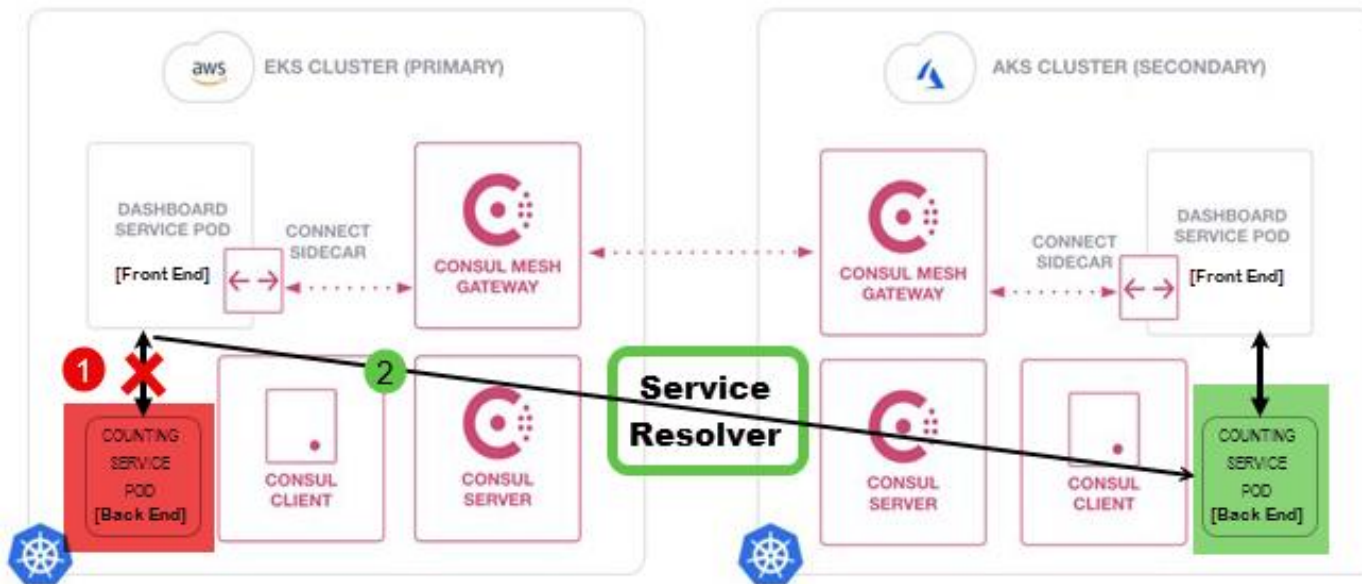 aws
EKS CLUSTER (PRIMARY)
DASHBOARD
SERVICE POD
[Front End]
CONNECT
SIDECAR
CONSUL MESH
GATEWAY
1
2
COUNTING
SERVICE
POD
[Back End]
CONSUL
CLIENT
CONSUL
SERVER
Service
Resolver
AKS CLUSTER (SECONDARY)
CONSUL MESH
GATEWAY
CONNECT
SIDECAR
DASHBOARD
SERVICE POD
[Front End]
CONSUL
SERVER
CONSUL
CLIENT
COUNTING
SERVICE
POD
[Back End]